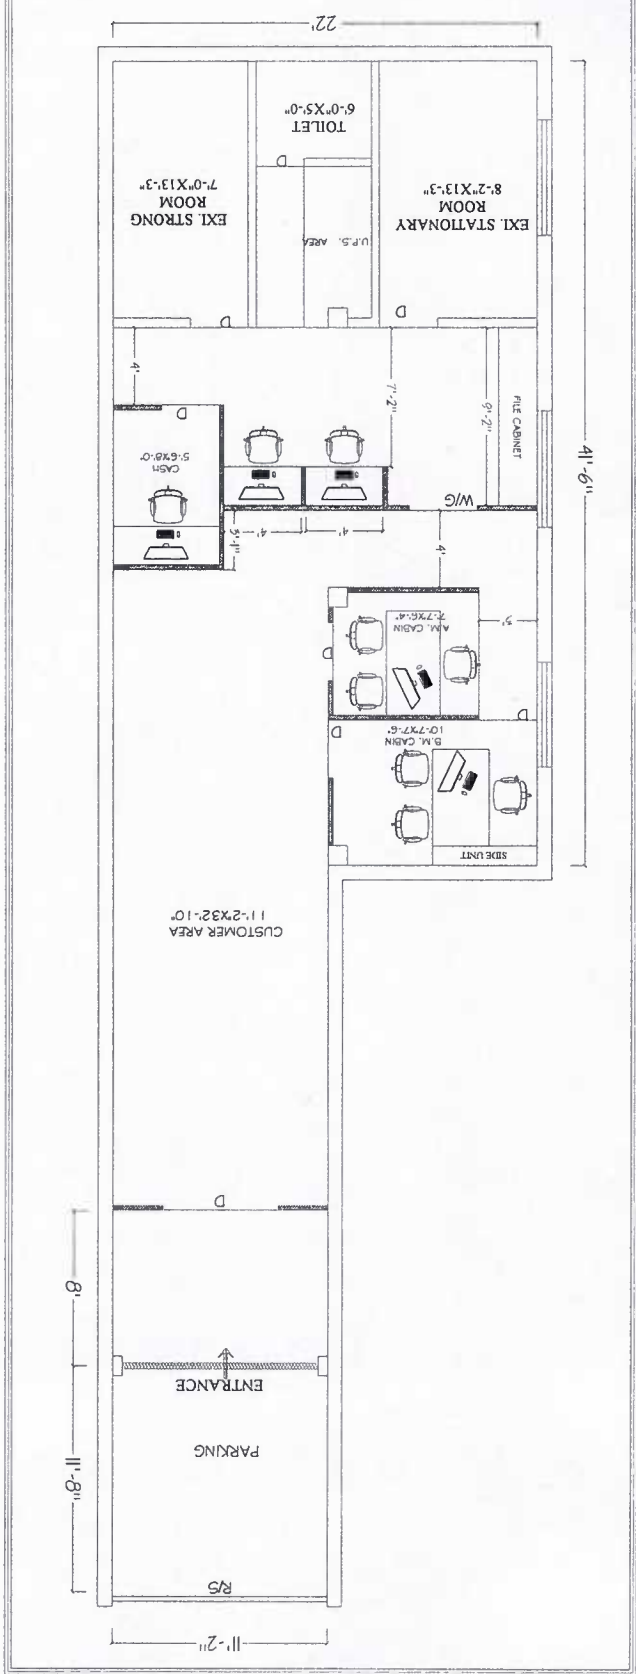 11'-2"
R/S
11'-8"
PARKING
ENTRANCE
8'
D
CUSTOMER AREA
11'-2"X32'-10"
SIDE UNIT
B.M. CABIN
10'-7"X7'-6"
D
D
A.M. CABIN
7'-7"X6'-4"
D
3'
4'
41'-6"
3'-1"
4'
4'
W/G
CASH
5'-6"X8'-0"
D
FILE CABINET
9'-2"
7'-2"
4'
D
D
EXI. STATIONARY
ROOM
8'-2"X13'-3"
U.P.S. AREA
EXI. STRONG
ROOM
7'-0"X13'-3"
D
TOILET
6'-0"X5'-0"
22'